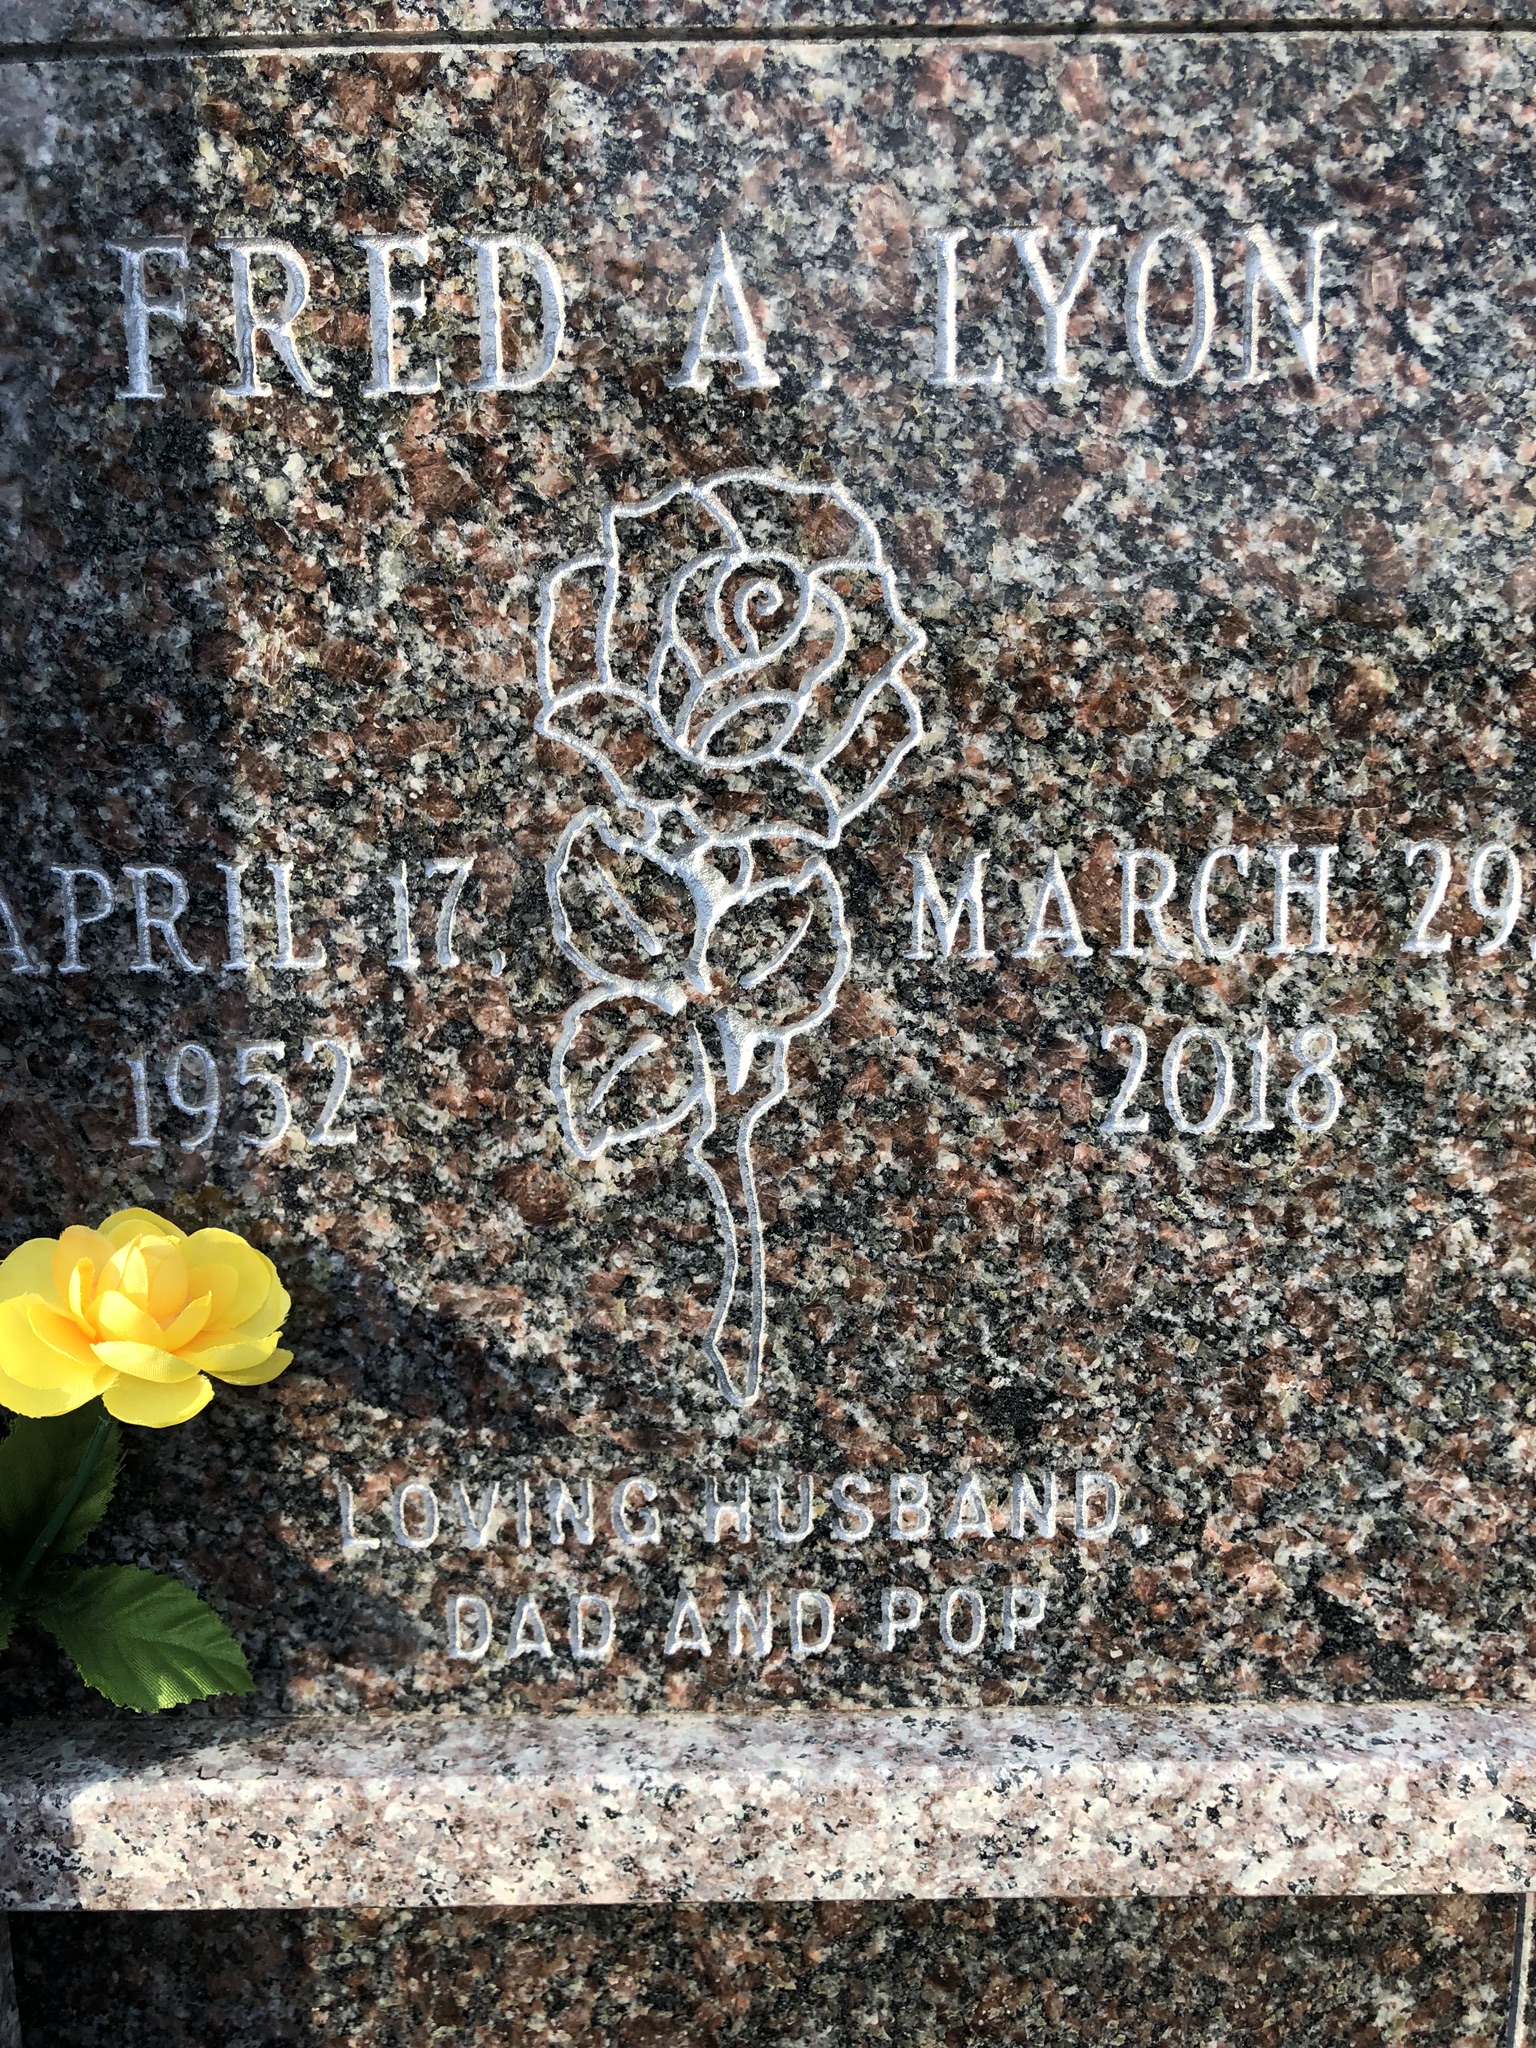 FRED A. LYON
APRIL 17,
1952
MARCH 29
2018
LOVING HUSBAND,
DAD AND POP